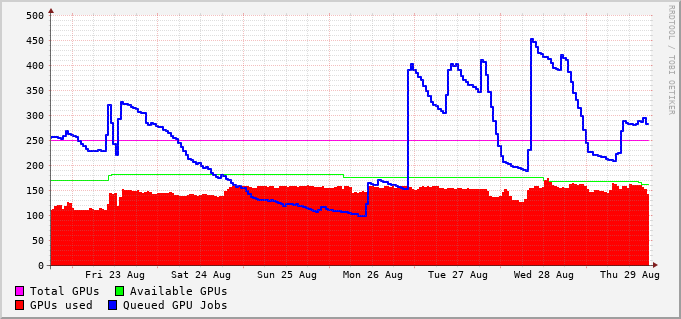 500
450
400
350
300
250
200
150
100
50
0
Fri 23 Aug Sat 24 Aug Sun 25 Aug Mon 26 Aug Tue 27 Aug Wed 28 Aug Thu 29 Aug
Total GPUs Available GPUs
GPUs used Queued GPU Jobs
RRDTOOL / TOBI OETIKER